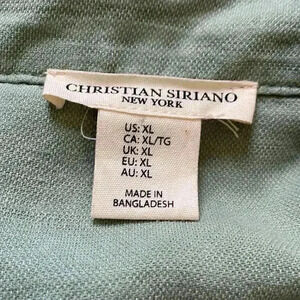 CHRISTIAN SIRIANO
NEW YORK
US: XL
CA: XL/TG
UK: XL
EU: XL
AU: XL
MADE IN
BANGLADESH